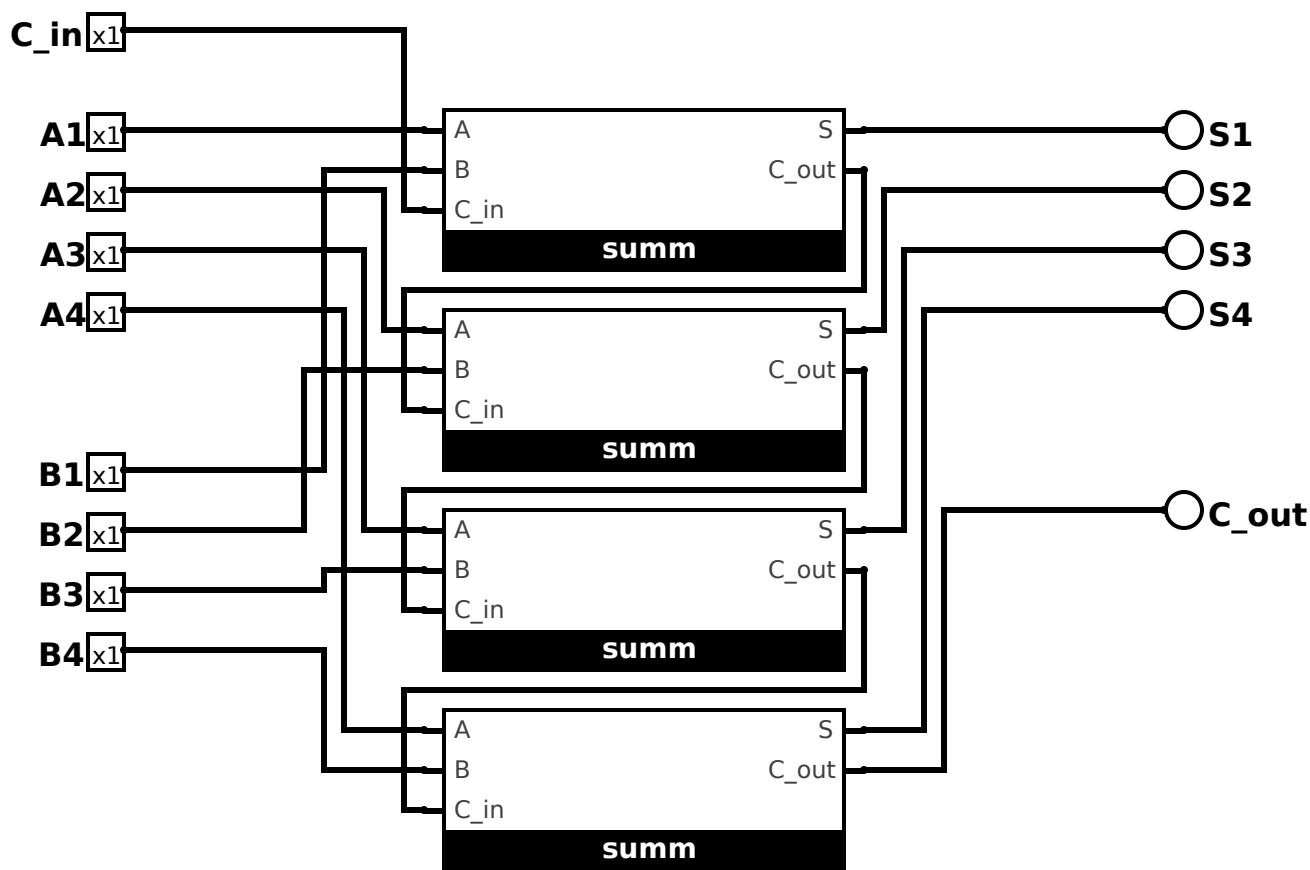 C_in x1
A1 x1 A S S1
B C_out
A2 x1 S2
C_in
A3 x1 summ S3
A4 x1 S4
A S
B C_out
C_in
summ
B1 x1
C_out
B2 x1 A S
B3 x1 B C_out
C_in
B4 x1 summ
A S
B C_out
C_in
summ